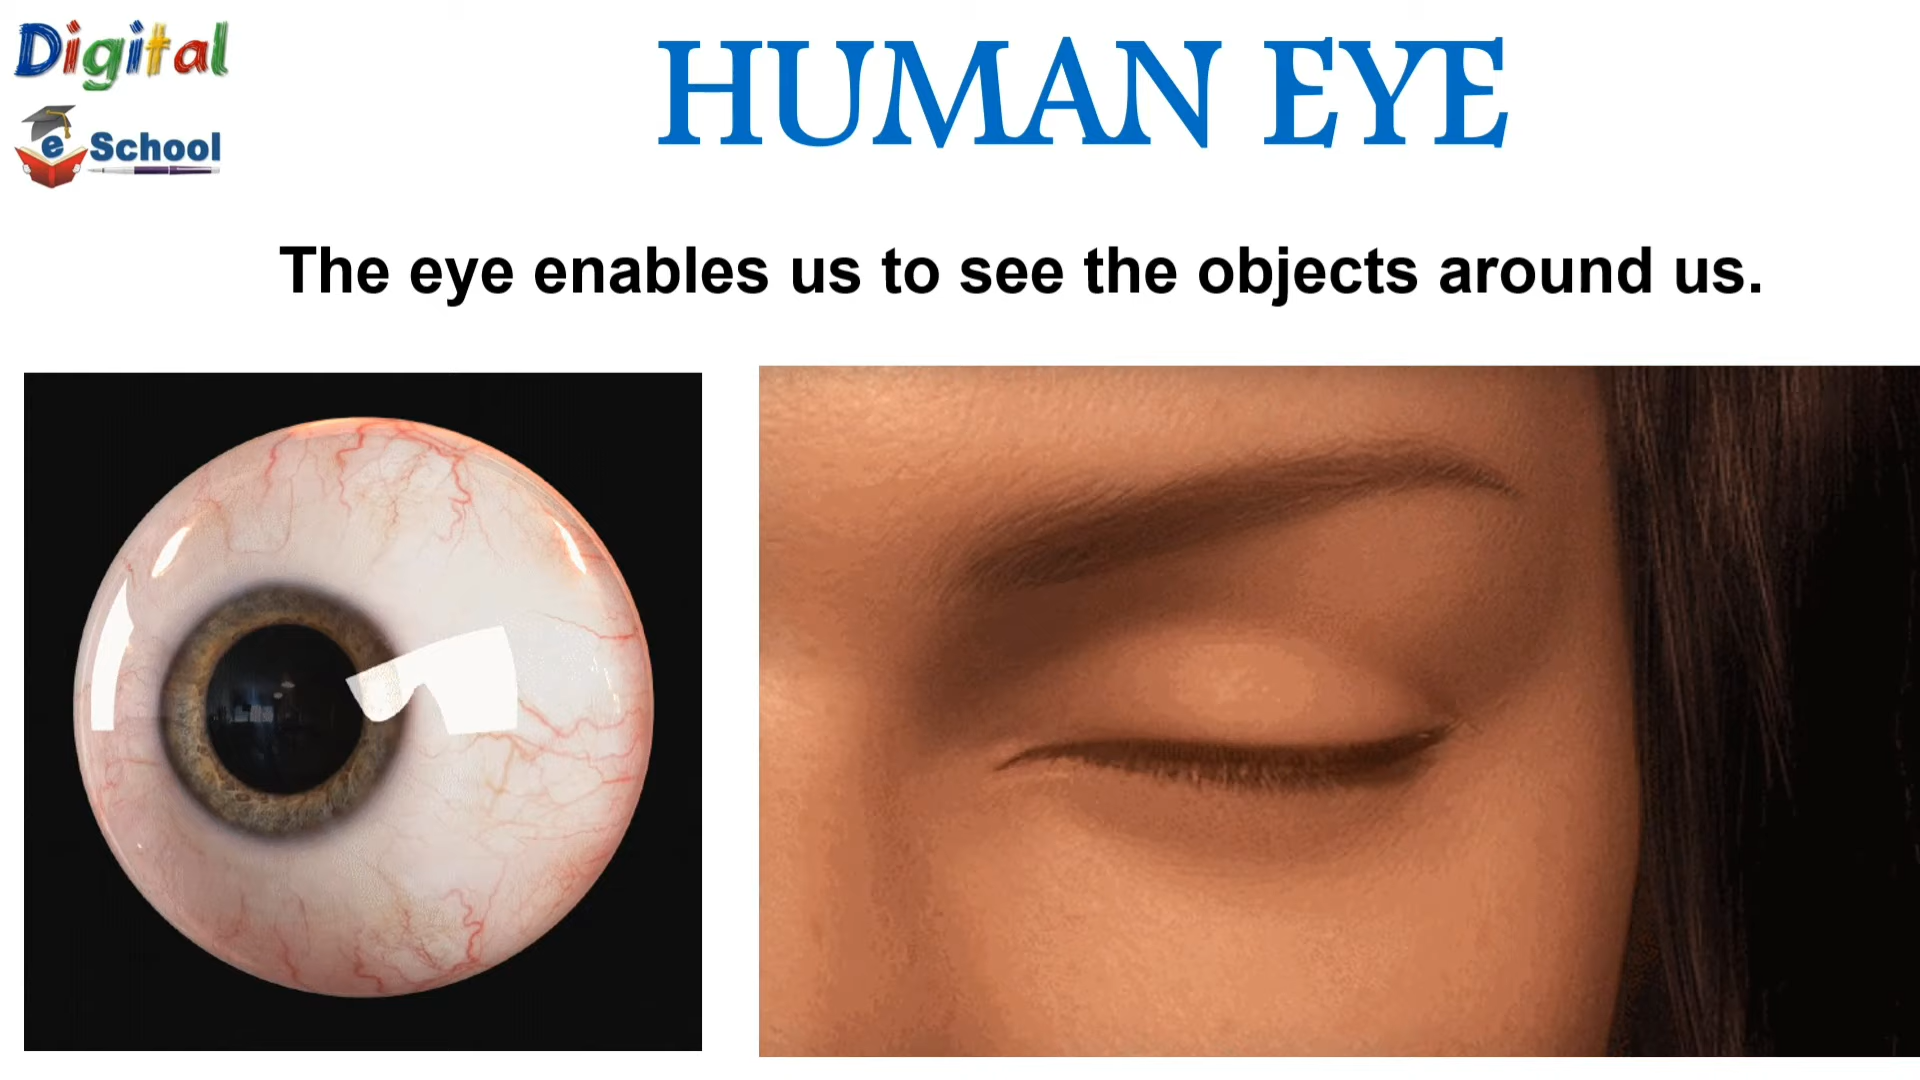 Digital
e School
HUMAN EYE
The eye enables us to see the objects around us.